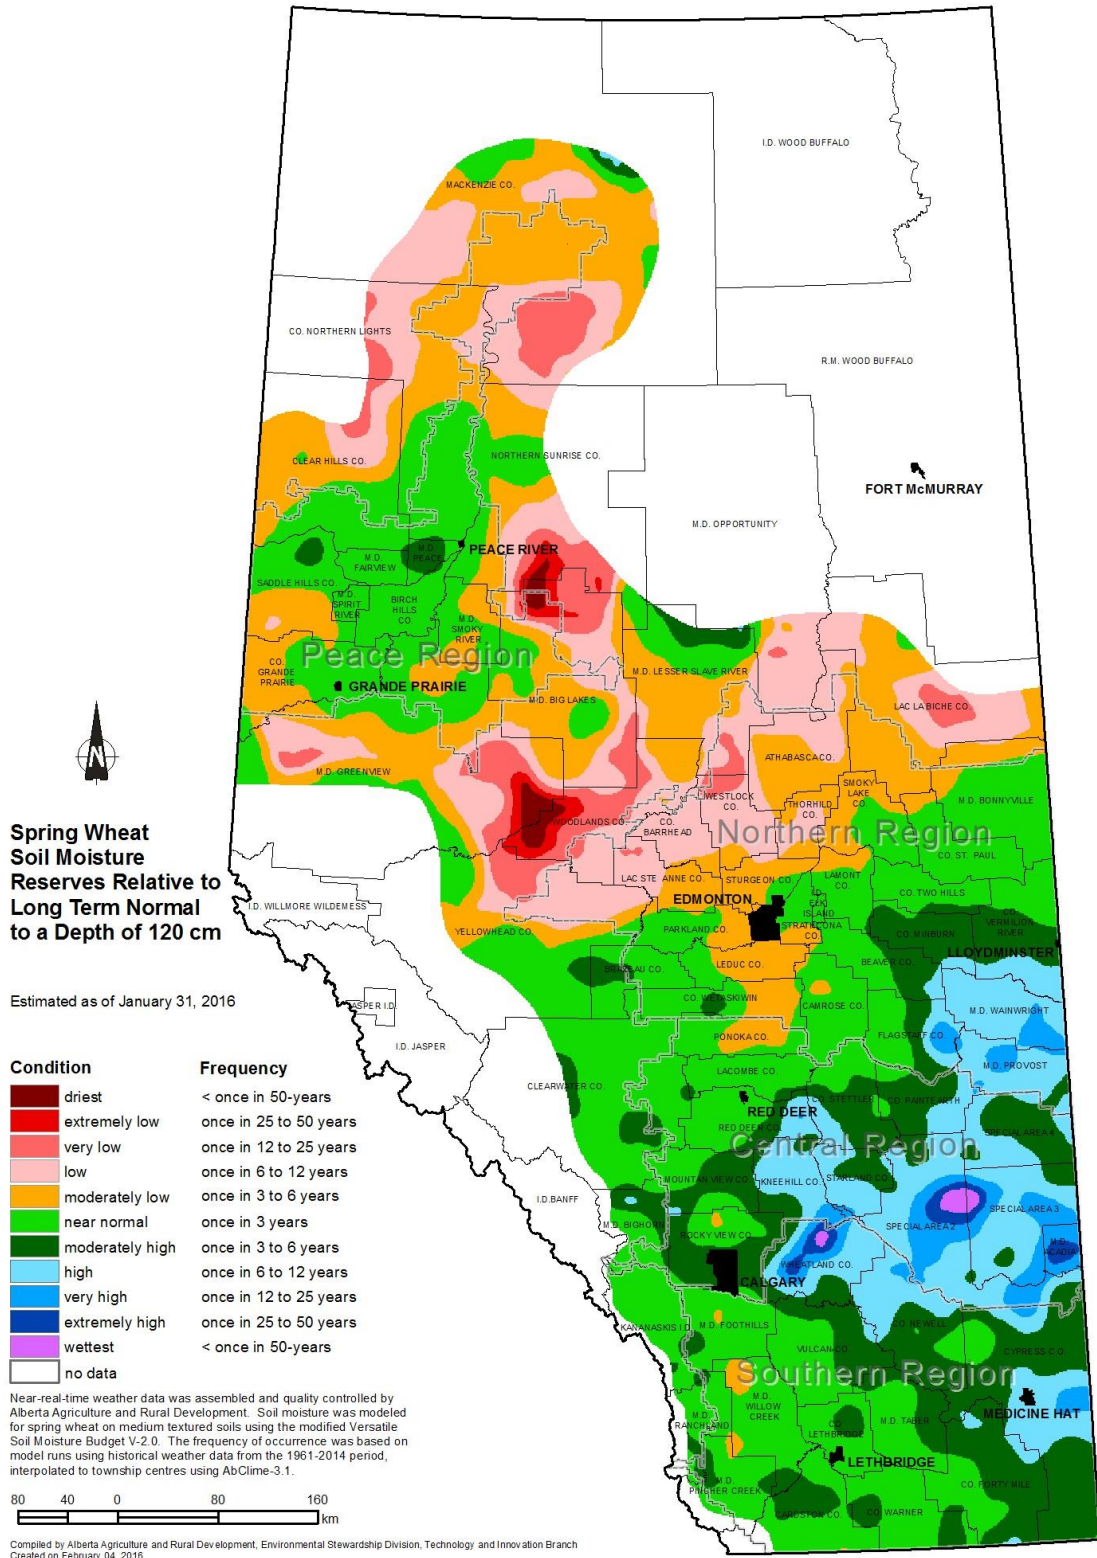 I.D. WOOD BUFFALO
MACKENZIE CO.
CO. NORTHERN LIGHTS
R.M. WOOD BUFFALO
CLEAR HILLS CO.
NORTHERN SUNRISE CO.
FORT McMURRAY
M.D. OPPORTUNITY
M.D.
PEACE
PEACE RIVER
M.D.
FAIRVIEW
SADDLE HILLS CO.
M.D.
SPIRIT
RIVER
BIRCH
HILLS
CO
M.D.
SMOKY
RIVER
Peace Region
CO.
GRANDE
PRAIRIE
GRANDE PRAIRIE
M.D. LESSER SLAVE RIVER
M.D. BIG LAKES
LAC LA BICHE CO.
N
M.D. GREENVIEW
ATHABASCA CO.
SMOKY
LAKE
CO.
WESTLOCK
CO.
THORHILD
CO.
M.D. BONNYVILLE
WOODLANDS CO.
CO.
BARRHEAD
Northern Region
CO. ST. PAUL
LAC STE ANNE CO.
STURGEON CO.
LAMONT
CO.
CO. TWO HILLS
EDMONTON
I.D.
ELK
ISLAND
STRATHCONA
CO.
I.D. WILLMORE WILDERNESS
YELLOWHEAD CO.
PARKLAND CO.
CO. MINBURN
CO.
VERMILION
RIVER
LLOYDMINSTER
BRAZEAU CO.
LEDUC CO.
BEAVER CO.
CO. WETASKIWIN
CAMROSE CO.
M.D. WAINWRIGHT
JASPER I.D.
I.D. JASPER
PONOKA CO.
FLAGSTAFF CO.
M.D. PROVOST
LACOMBE CO.
CLEARWATER CO
CO. STETTLER
CO. PAINTEARTH
RED DEER
RED DEER CO.
Central Region
SPECIAL AREA 4
MOUNTAIN VIEW CO.
KNEEHILL CO.
STARLAND CO.
I.D.BANFF
M.D. BIGHORN
ROCKY VIEW CO.
SPECIAL AREA 2
SPECIAL AREA 3
M.D.
ACADIA
WHEATLAND CO.
CALGARY
KANANASKIS I.D.
M.D. FOOTHILLS
VULCAN CO.
CO. NEWELL
CYPRESS CO
Southern Region
M.D.
WILLOW
CREEK
M.D.
RANCHLAND
CO.
LETHBRIDGE
M.D. TABER
MEDICINE HAT
LETHBRIDGE
M.D.
PINCHER CREEK
CARDSTON CO.
CO. WARNER
CO. FORTY MILE
Spring Wheat
Soil Moisture
Reserves Relative to
Long Term Normal
to a Depth of 120 cm
Estimated as of January 31, 2016
Condition Frequency
driest < once in 50-years
extremely low once in 25 to 50 years
very low once in 12 to 25 years
low once in 6 to 12 years
moderately low once in 3 to 6 years
near normal once in 3 years
moderately high once in 3 to 6 years
high once in 6 to 12 years
very high once in 12 to 25 years
extremely high once in 25 to 50 years
wettest < once in 50-years
no data
Near-real-time weather data was assembled and quality controlled by
Alberta Agriculture and Rural Development. Soil moisture was modeled
for spring wheat on medium textured soils using the modified Versatile
Soil Moisture Budget V-2.0. The frequency of occurrence was based on
model runs using historical weather data from the 1961-2014 period,
interpolated to township centres using AbClime-3.1.
80 40 0 80 160
km
Compiled by Alberta Agriculture and Rural Development, Environmental Stewardship Division, Technology and Innovation Branch
Created on February 04, 2016